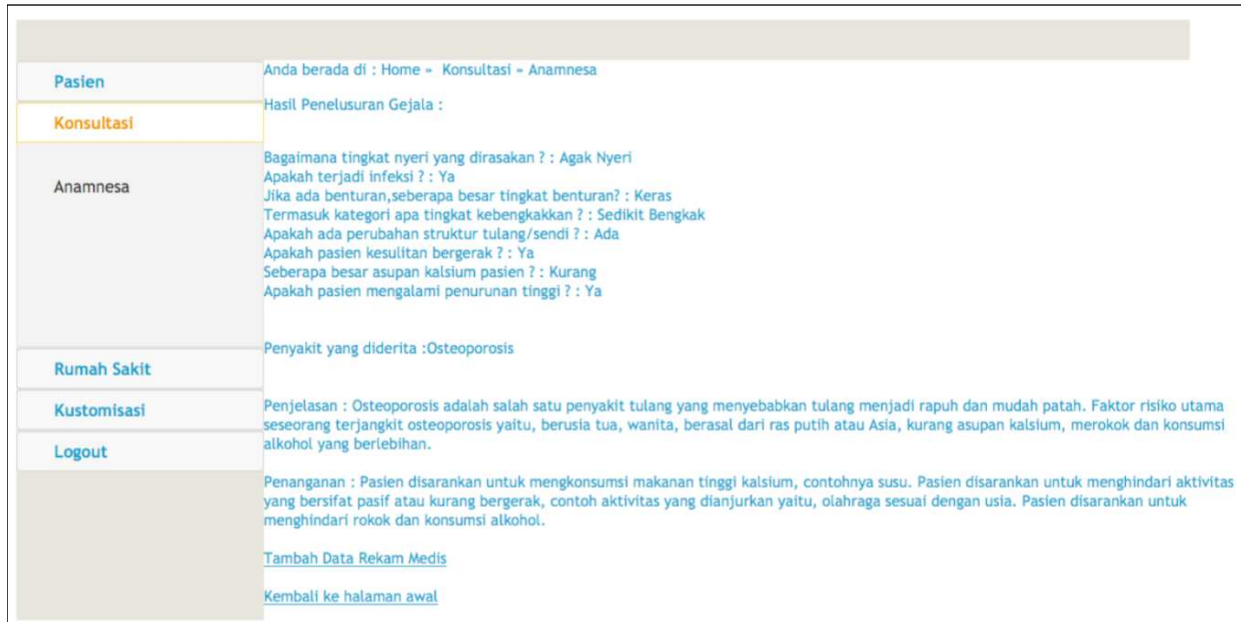 Pasien
Konsultasi
Anamnesa
Rumah Sakit
Kustomisasi
Logout
Anda berada di : Home » Konsultasi » Anamnesa
Hasil Penelusuran Gejala :
Bagaimana tingkat nyeri yang dirasakan ? : Agak Nyeri
Apakah terjadi infeksi ? : Ya
Jika ada benturan,seberapa besar tingkat benturan? : Keras
Termasuk kategori apa tingkat kebengkakkan ? : Sedikit Bengkak
Apakah ada perubahan struktur tulang/sendi ? : Ada
Apakah pasien kesulitan bergerak ? : Ya
Seberapa besar asupan kalsium pasien ? : Kurang
Apakah pasien mengalami penurunan tinggi ? : Ya
Penyakit yang diderita :Osteoporosis
Penjelasan : Osteoporosis adalah salah satu penyakit tulang yang menyebabkan tulang menjadi rapuh dan mudah patah. Faktor risiko utama
seseorang terjangkit osteoporosis yaitu, berusia tua, wanita, berasal dari ras putih atau Asia, kurang asupan kalsium, merokok dan konsumsi
alkohol yang berlebihan.
Penanganan : Pasien disarankan untuk mengkonsumsi makanan tinggi kalsium, contohnya susu. Pasien disarankan untuk menghindari aktivitas
yang bersifat pasif atau kurang bergerak, contoh aktivitas yang dianjurkan yaitu, olahraga sesuai dengan usia. Pasien disarankan untuk
menghindari rokok dan konsumsi alkohol.
Tambah Data Rekam Medis
Kembali ke halaman awal